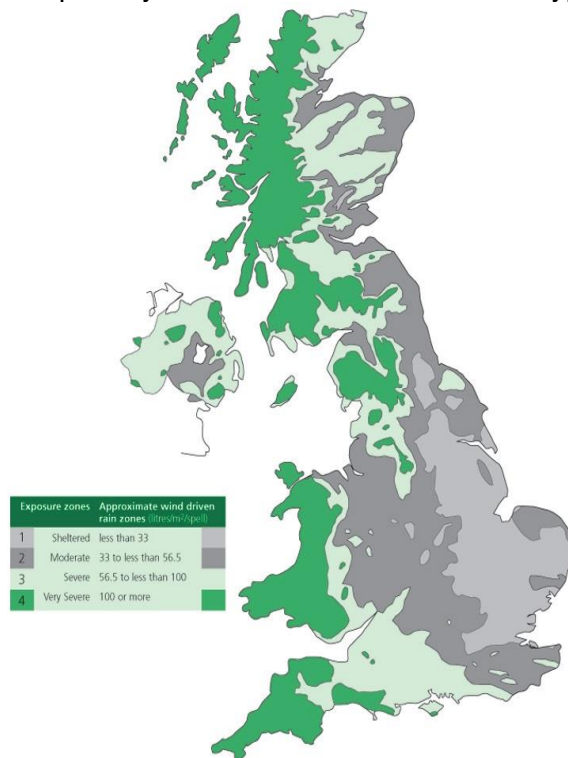 Exposure zones Approximate wind driven
rain zones (litres/m²/spell)
1 Sheltered less than 33
2 Moderate 33 to less than 56.5
3 Severe 56.5 to less than 100
4 Very Severe 100 or more